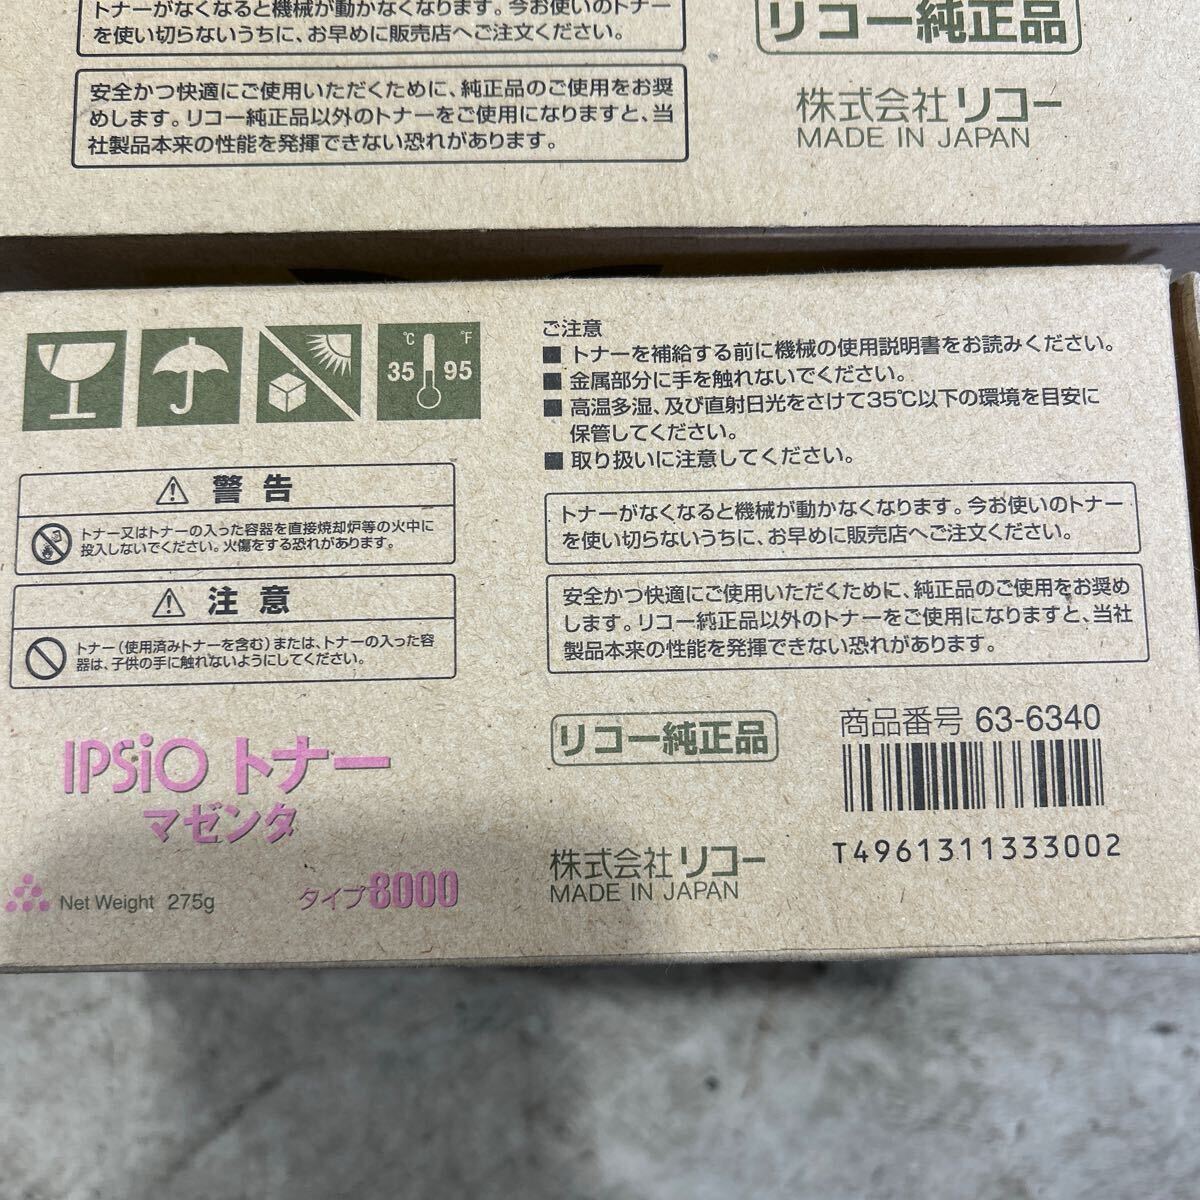 トナーがなくなると機械が動かなくなります。今お使いのトナー
を使い切らないうちに、お早めに販売店へご注文ください。
安全かつ快適にご使用いただくために、純正品のご使用をお奨
めします。リコー純正品以外のトナーをご使用になりますと、当
社製品本来の性能を発揮できない恐れがあります。
リコー純正品
株式会社 リコー
MADE IN JAPAN
℃ °F
35 95
ご注意
■ トナーを補給する前に機械の使用説明書をお読みください。
■ 金属部分に手を触れないでください。
■ 高温多湿、及び直射日光をさけて35℃以下の環境を目安に
保管してください。
■ 取り扱いに注意してください。
警告
トナー又はトナーの入った容器を直接焼却炉等の火中に
投入しないでください。火傷をする恐れがあります。
注意
トナー(使用済みトナーを含む)または、トナーの入った容
器は、子供の手に触れないようにしてください。
トナーがなくなると機械が動かなくなります。今お使いのトナー
を使い切らないうちに、お早めに販売店へご注文ください。
安全かつ快適にご使用いただくために、純正品のご使用をお奨め
します。リコー純正品以外のトナーをご使用になりますと、当社
製品本来の性能を発揮できない恐れがあります。
IPSiO トナー
マゼンタ
Net Weight 275g
タイプ8000
リコー純正品
株式会社 リコー
MADE IN JAPAN
商品番号 63-6340
T4961311333002